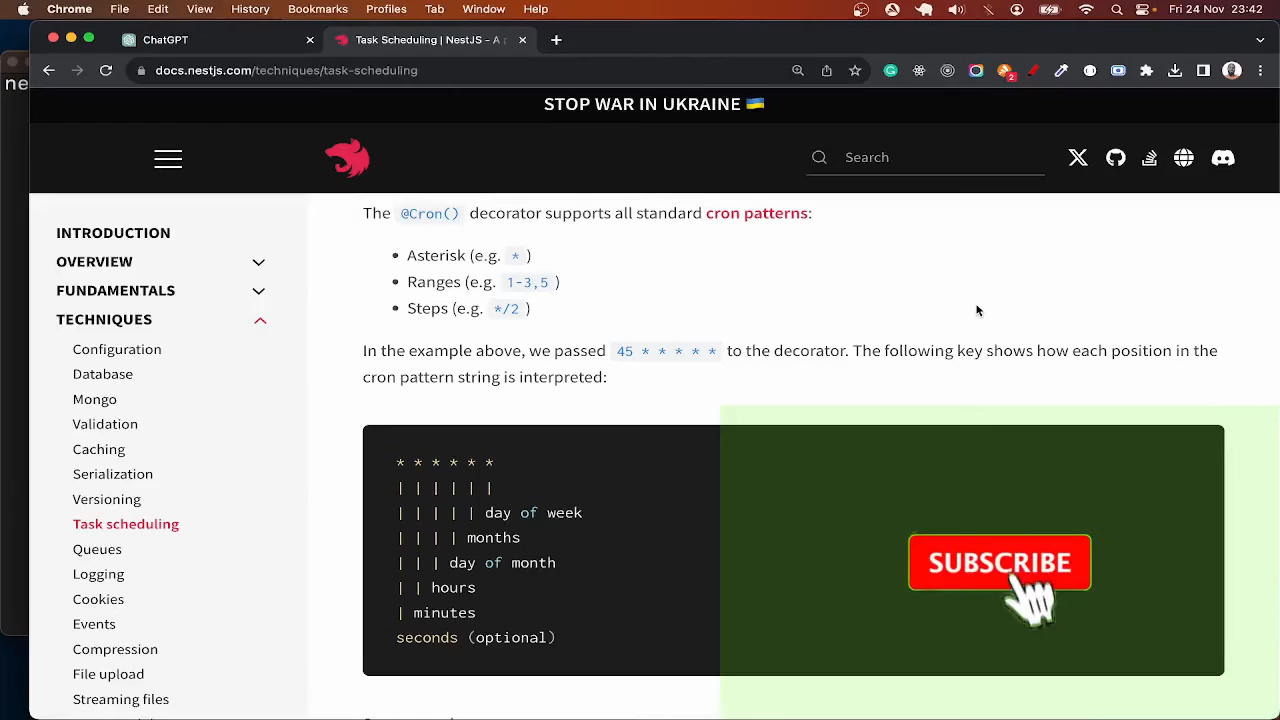 Chrome File Edit View History Bookmarks Profiles Tab Window Help Fri 24 Nov 23:42
ChatGPT
Task Scheduling | NestJS - A
docs.nestjs.com/techniques/task-scheduling
2
ne
STOP WAR IN UKRAINE 🇺🇦
Search
INTRODUCTION
OVERVIEW
FUNDAMENTALS
TECHNIQUES
Configuration
Database
Mongo
Validation
Caching
Serialization
Versioning
Task scheduling
Queues
Logging
Cookies
Events
Compression
File upload
Streaming files
The @Cron() decorator supports all standard cron patterns:
• Asterisk (e.g. * )
• Ranges (e.g. 1-3,5 )
• Steps (e.g. */2 )
In the example above, we passed 45 * * * * * to the decorator. The following key shows how each position in the
cron pattern string is interpreted:
* * * * * *
| | | | | |
| | | | | day of week
| | | | months
| | | day of month
| | hours
| minutes
seconds (optional)
SUBSCRIBE